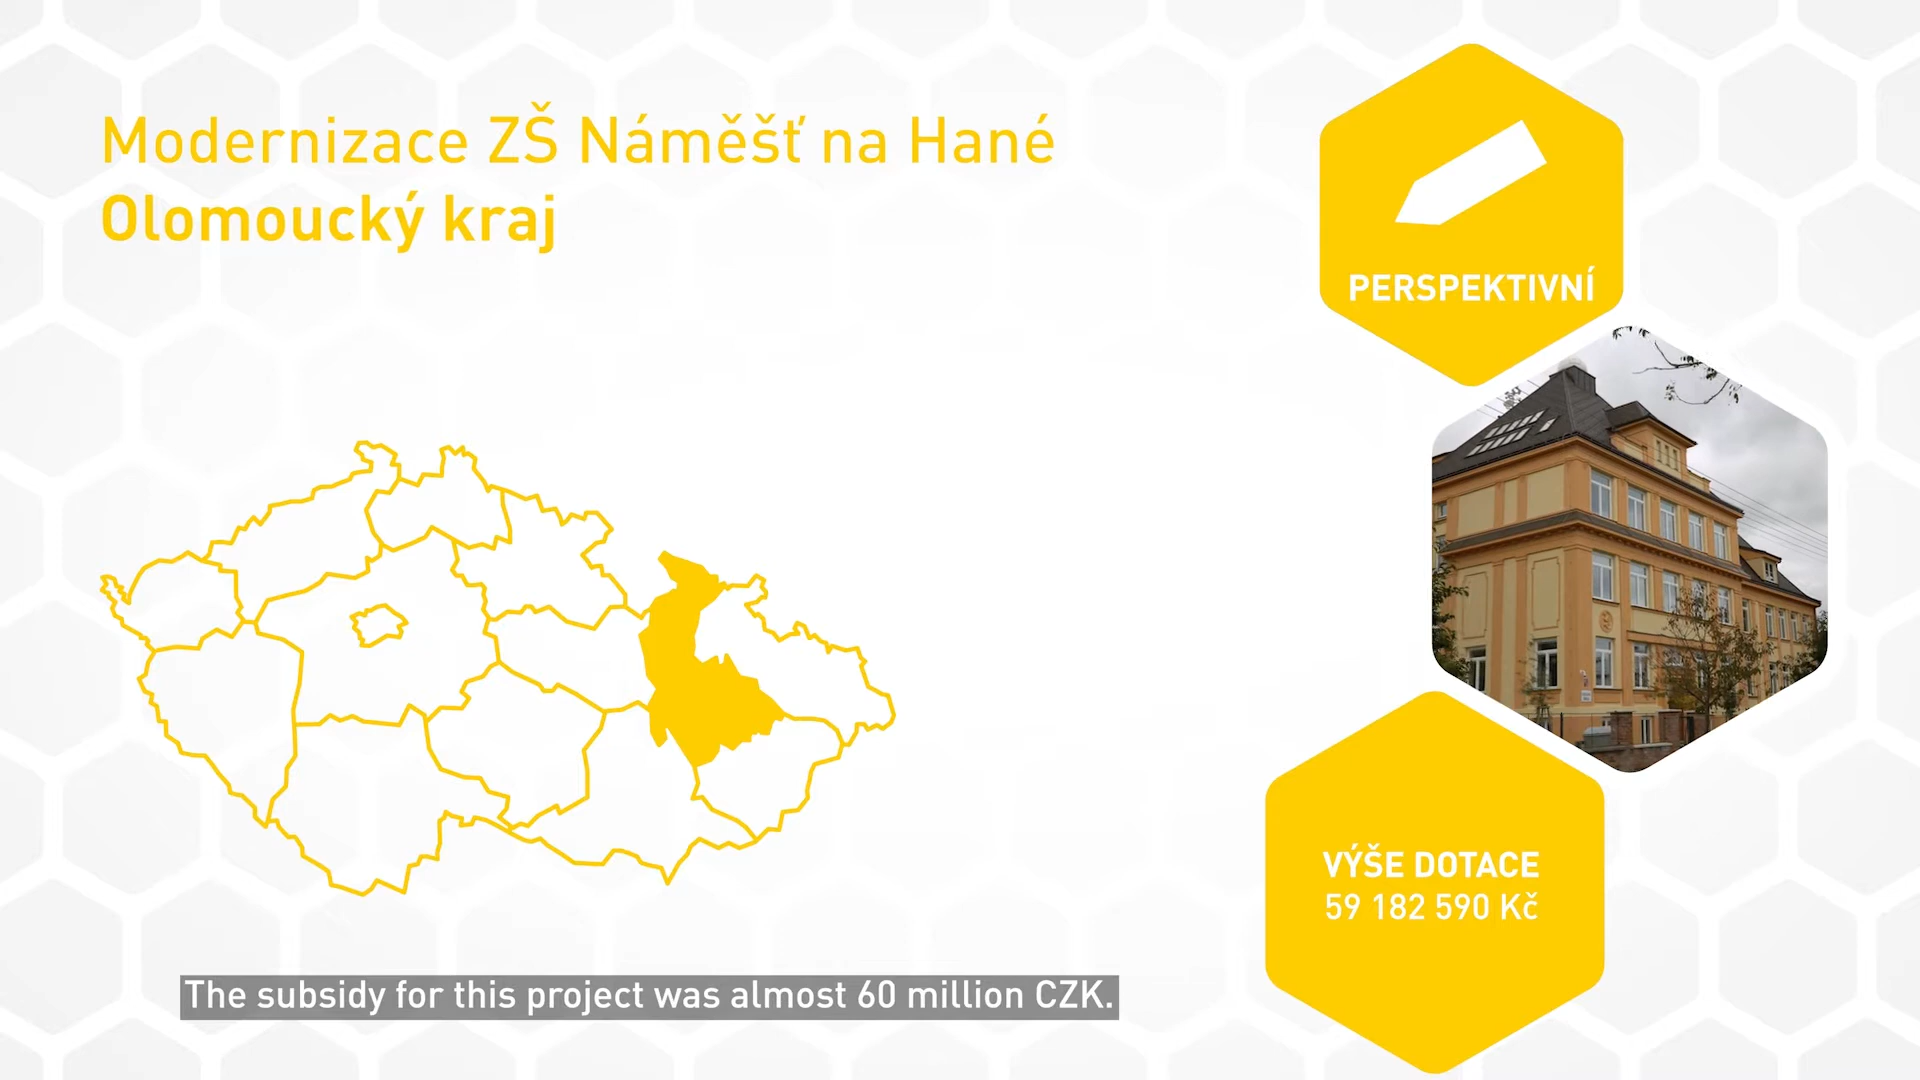 Modernizace ZŠ Náměšť na Hané
Olomoucký kraj
PERSPEKTIVNÍ
VÝŠE DOTACE
59 182 590 Kč
The subsidy for this project was almost 60 million CZK.